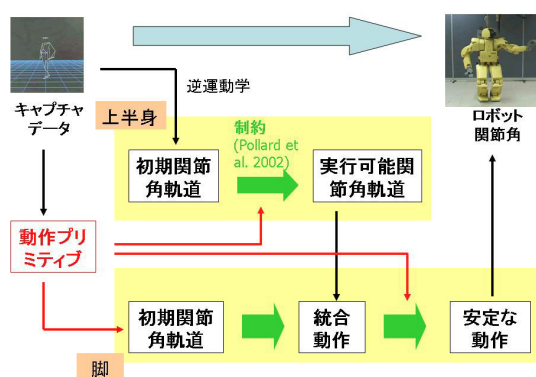 逆運動学
キャプチャ
データ
上半身
制約
(Pollard et
al. 2002)
ロボット
関節角
初期関節
角軌道
実行可能関
節角軌道
動作プリ
ミティブ
初期関節
角軌道
統合
動作
安定な
動作
脚